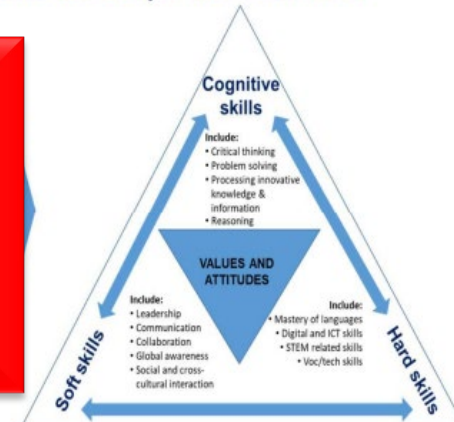 Cognitive
skills
Include:
• Critical thinking
• Problem solving
• Processing innovative
knowledge &
information
• Reasoning
VALUES AND
ATTITUDES
Include:
• Leadership
• Communication
• Collaboration
• Global awareness
• Social and cross-
cultural interaction
Include:
• Mastery of languages
• Digital and ICT skills
• STEM related skills
• Voc/tech skills
Soft skills
Hard skills